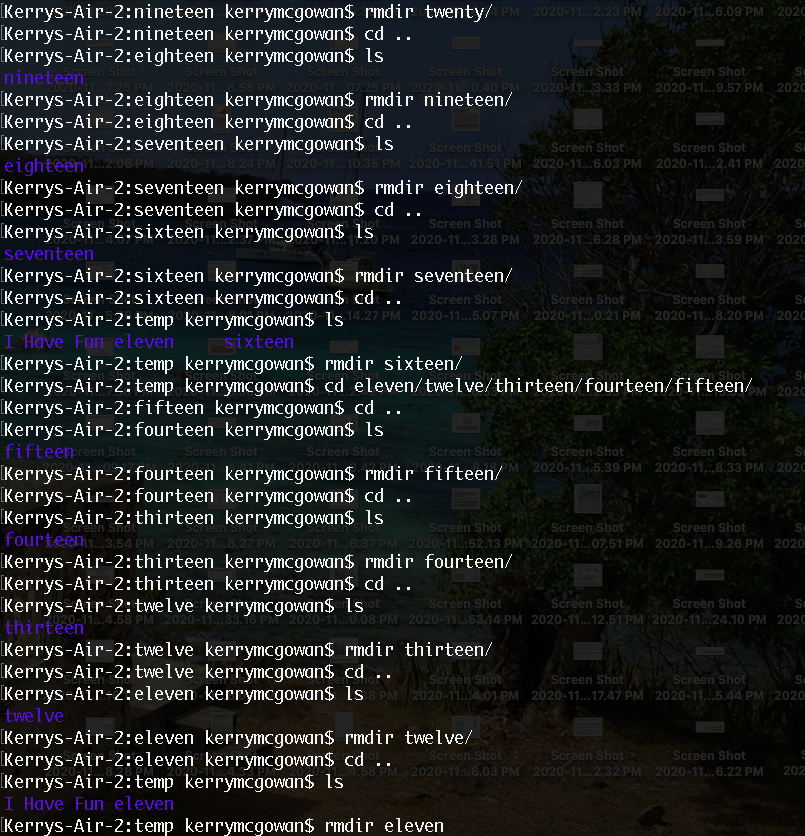 Kerrys-Air-2:nineteen kerrymcgowan$ rmdir twenty/
Kerrys-Air-2:nineteen kerrymcgowan$ cd ..
Kerrys-Air-2:eighteen kerrymcgowan$ ls
nineteen
Kerrys-Air-2:eighteen kerrymcgowan$ rmdir nineteen/
Kerrys-Air-2:eighteen kerrymcgowan$ cd ..
Kerrys-Air-2:seventeen kerrymcgowan$ ls
eighteen
Kerrys-Air-2:seventeen kerrymcgowan$ rmdir eighteen/
Kerrys-Air-2:seventeen kerrymcgowan$ cd ..
Kerrys-Air-2:sixteen kerrymcgowan$ ls
seventeen
Kerrys-Air-2:sixteen kerrymcgowan$ rmdir seventeen/
Kerrys-Air-2:sixteen kerrymcgowan$ cd ..
Kerrys-Air-2:temp kerrymcgowan$ ls
I Have Fun eleven     sixteen
Kerrys-Air-2:temp kerrymcgowan$ rmdir sixteen/
Kerrys-Air-2:temp kerrymcgowan$ cd eleven/twelve/thirteen/fourteen/fifteen/
Kerrys-Air-2:fifteen kerrymcgowan$ cd ..
Kerrys-Air-2:fourteen kerrymcgowan$ ls
fifteen
Kerrys-Air-2:fourteen kerrymcgowan$ rmdir fifteen/
Kerrys-Air-2:fourteen kerrymcgowan$ cd ..
Kerrys-Air-2:thirteen kerrymcgowan$ ls
fourteen
Kerrys-Air-2:thirteen kerrymcgowan$ rmdir fourteen/
Kerrys-Air-2:thirteen kerrymcgowan$ cd ..
Kerrys-Air-2:twelve kerrymcgowan$ ls
thirteen
Kerrys-Air-2:twelve kerrymcgowan$ rmdir thirteen/
Kerrys-Air-2:twelve kerrymcgowan$ cd ..
Kerrys-Air-2:eleven kerrymcgowan$ ls
twelve
Kerrys-Air-2:eleven kerrymcgowan$ rmdir twelve/
Kerrys-Air-2:eleven kerrymcgowan$ cd ..
Kerrys-Air-2:temp kerrymcgowan$ ls
I Have Fun eleven
Kerrys-Air-2:temp kerrymcgowan$ rmdir eleven